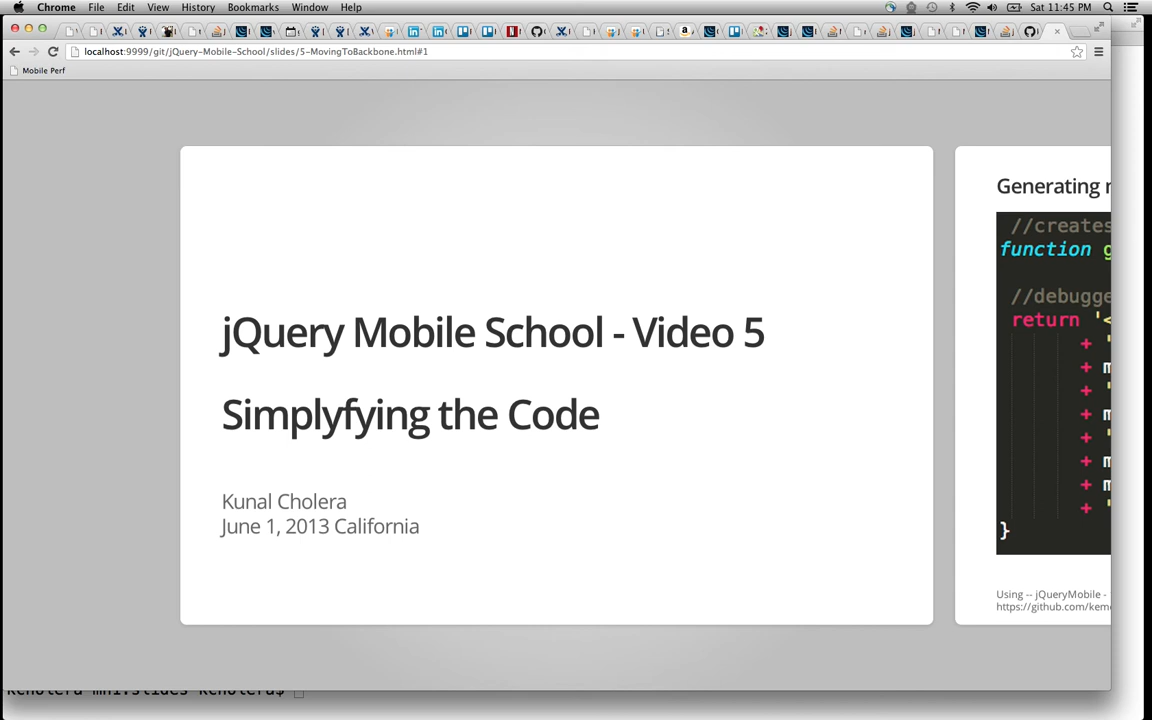 Chrome File Edit View History Bookmarks Window Help Sat 11:45 PM
localhost:9999/git/jQuery-Mobile-School/slides/5-MovingToBackbone.html#1
Mobile Perf
jQuery Mobile School - Video 5
Simplyfying the Code
Kunal Cholera
June 1, 2013 California
Generating
//creates
function g
//debugge
return '<
+ '
+ m
+ '
+ m
+ '
+ m
+ m
+ '
}
Using -- jQueryMobile -
https://github.com/kem